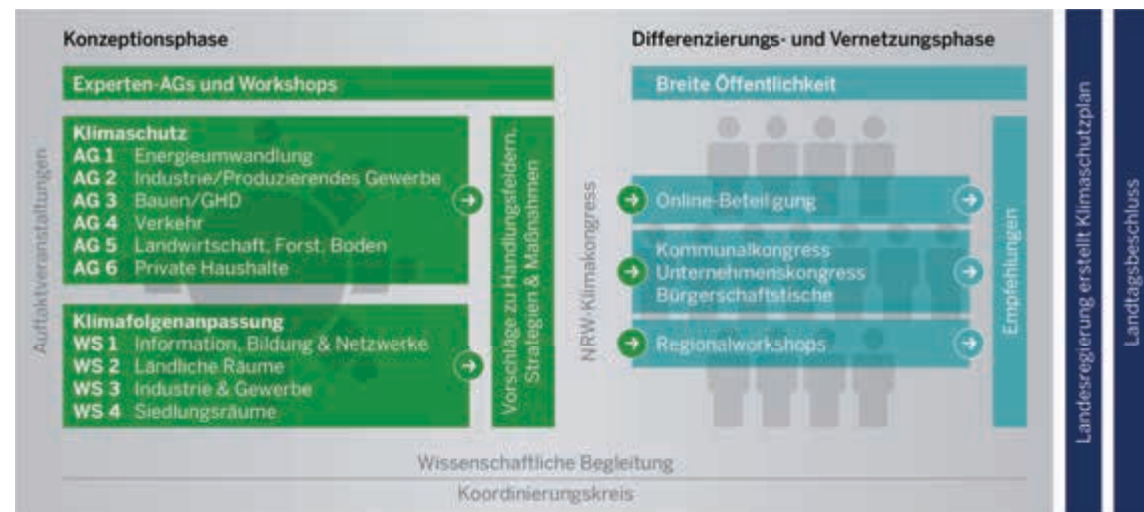 Konzeptionsphase
Experten-AGs und Workshops
Auftaktveranstaltungen
Klimaschutz
AG 1 Energieumwandlung
AG 2 Industrie/Produzierendes Gewerbe
AG 3 Bauen/GHD
AG 4 Verkehr
AG 5 Landwirtschaft, Forst, Boden
AG 6 Private Haushalte
Klimafolgenanpassung
WS 1 Information, Bildung & Netzwerke
WS 2 Ländliche Räume
WS 3 Industrie & Gewerbe
WS 4 Siedlungsräume
Vorschläge zu Handlungsfeldern,
Strategien & Maßnahmen
NRW-Klimakongress
Differenzierungs- und Vernetzungsphase
Breite Öffentlichkeit
Online-Beteiligung
Kommunalkongress
Unternehmenskongress
Bürgerschaftstische
Regionalworkshops
Empfehlungen
Wissenschaftliche Begleitung
Koordinierungskreis
Landesregierung erstellt Klimaschutzplan
Landtagsbeschluss